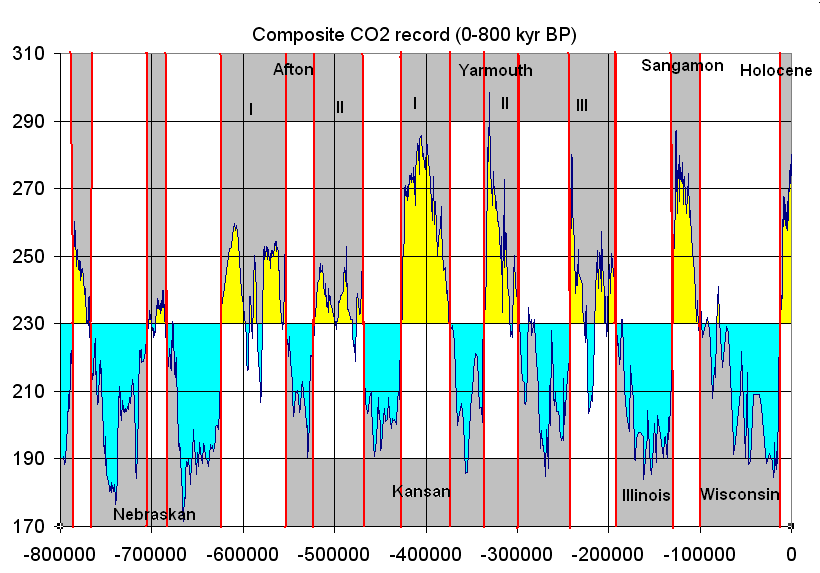 Composite CO2 record (0-800 kyr BP)
310
290
270
250
230
210
190
170
Sangamon
Afton
Yarmouth
Holocene
I
II
I
II
III
Kansan
Illinois
Wisconsin
Nebraskan
-800000 -700000 -600000 -500000 -400000 -300000 -200000 -100000 0